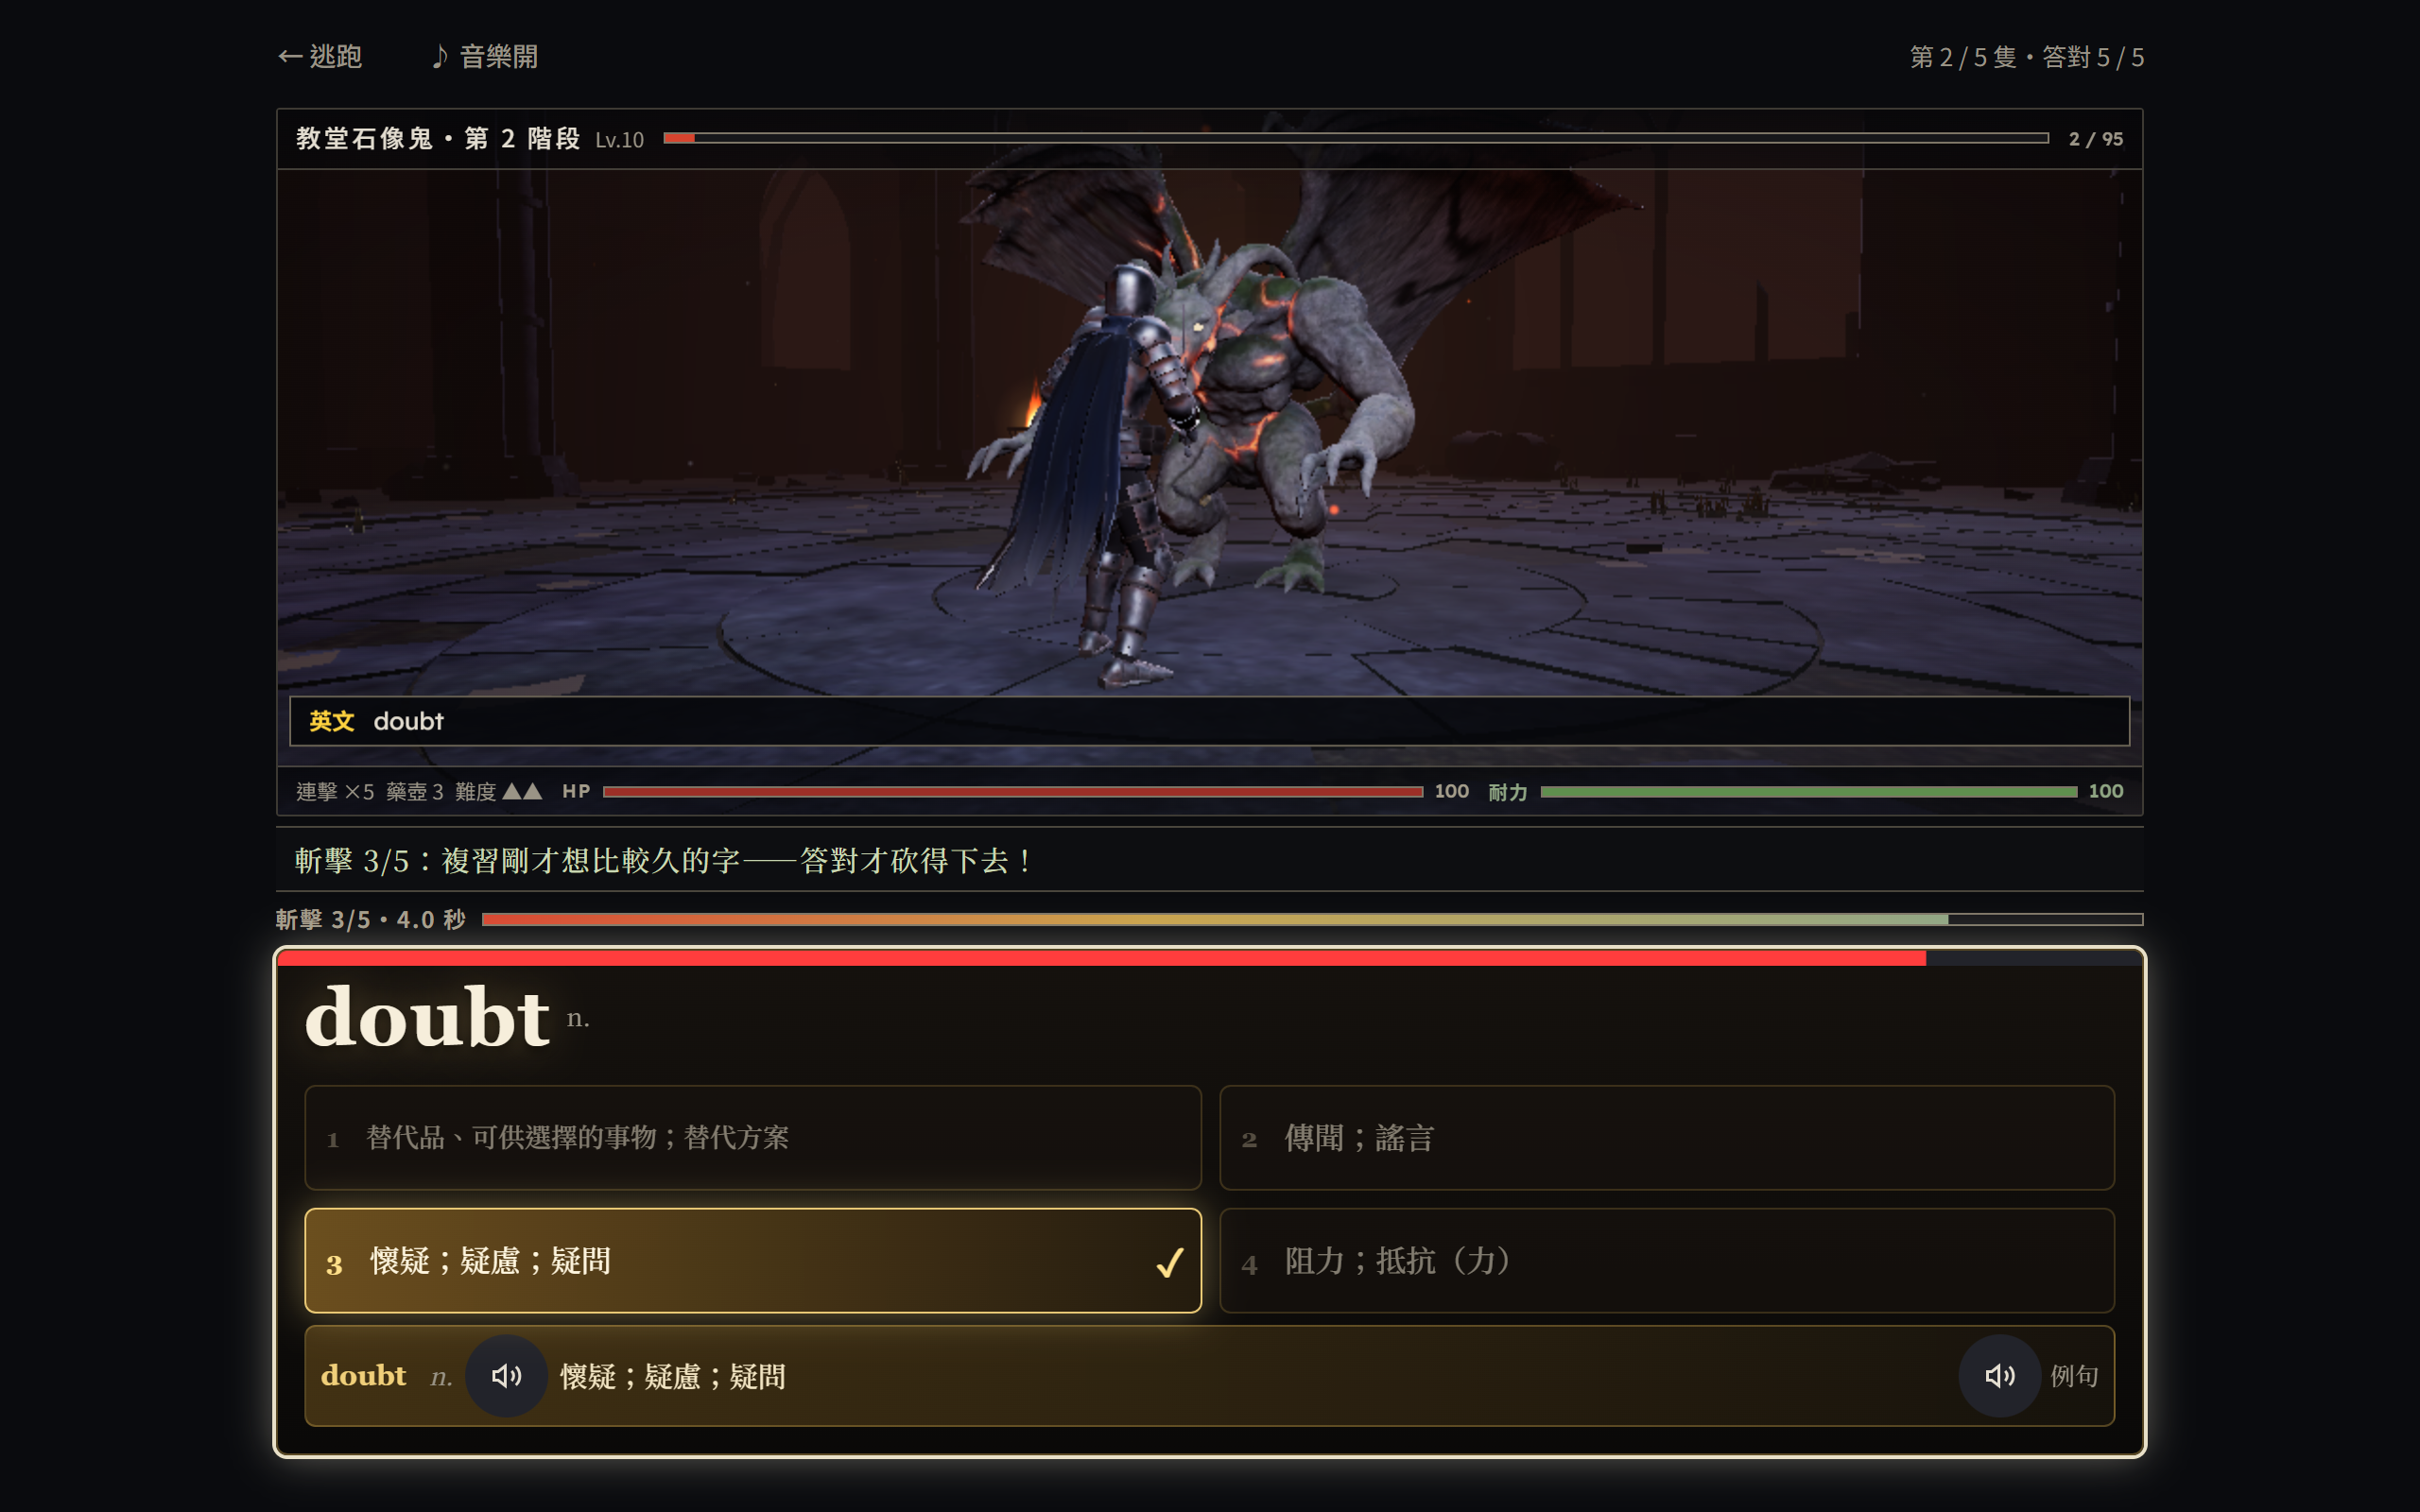 ← 逃跑 ♪ 音樂開 第 2 / 5 隻・答對 5 / 5
教堂石像鬼・第 2 階段 Lv.10 2 / 95
英文 doubt
連擊 ×5 藥壺 3 難度 ▲▲ HP 100 耐力 100
斬擊 3/5：複習剛才想比較久的字——答對才砍得下去！
斬擊 3/5・4.0 秒
doubt n.
1 替代品、可供選擇的事物；替代方案
2 傳聞；謠言
3 懷疑；疑慮；疑問 ✓
4 阻力；抵抗（力）
doubt n. 懷疑；疑慮；疑問 例句